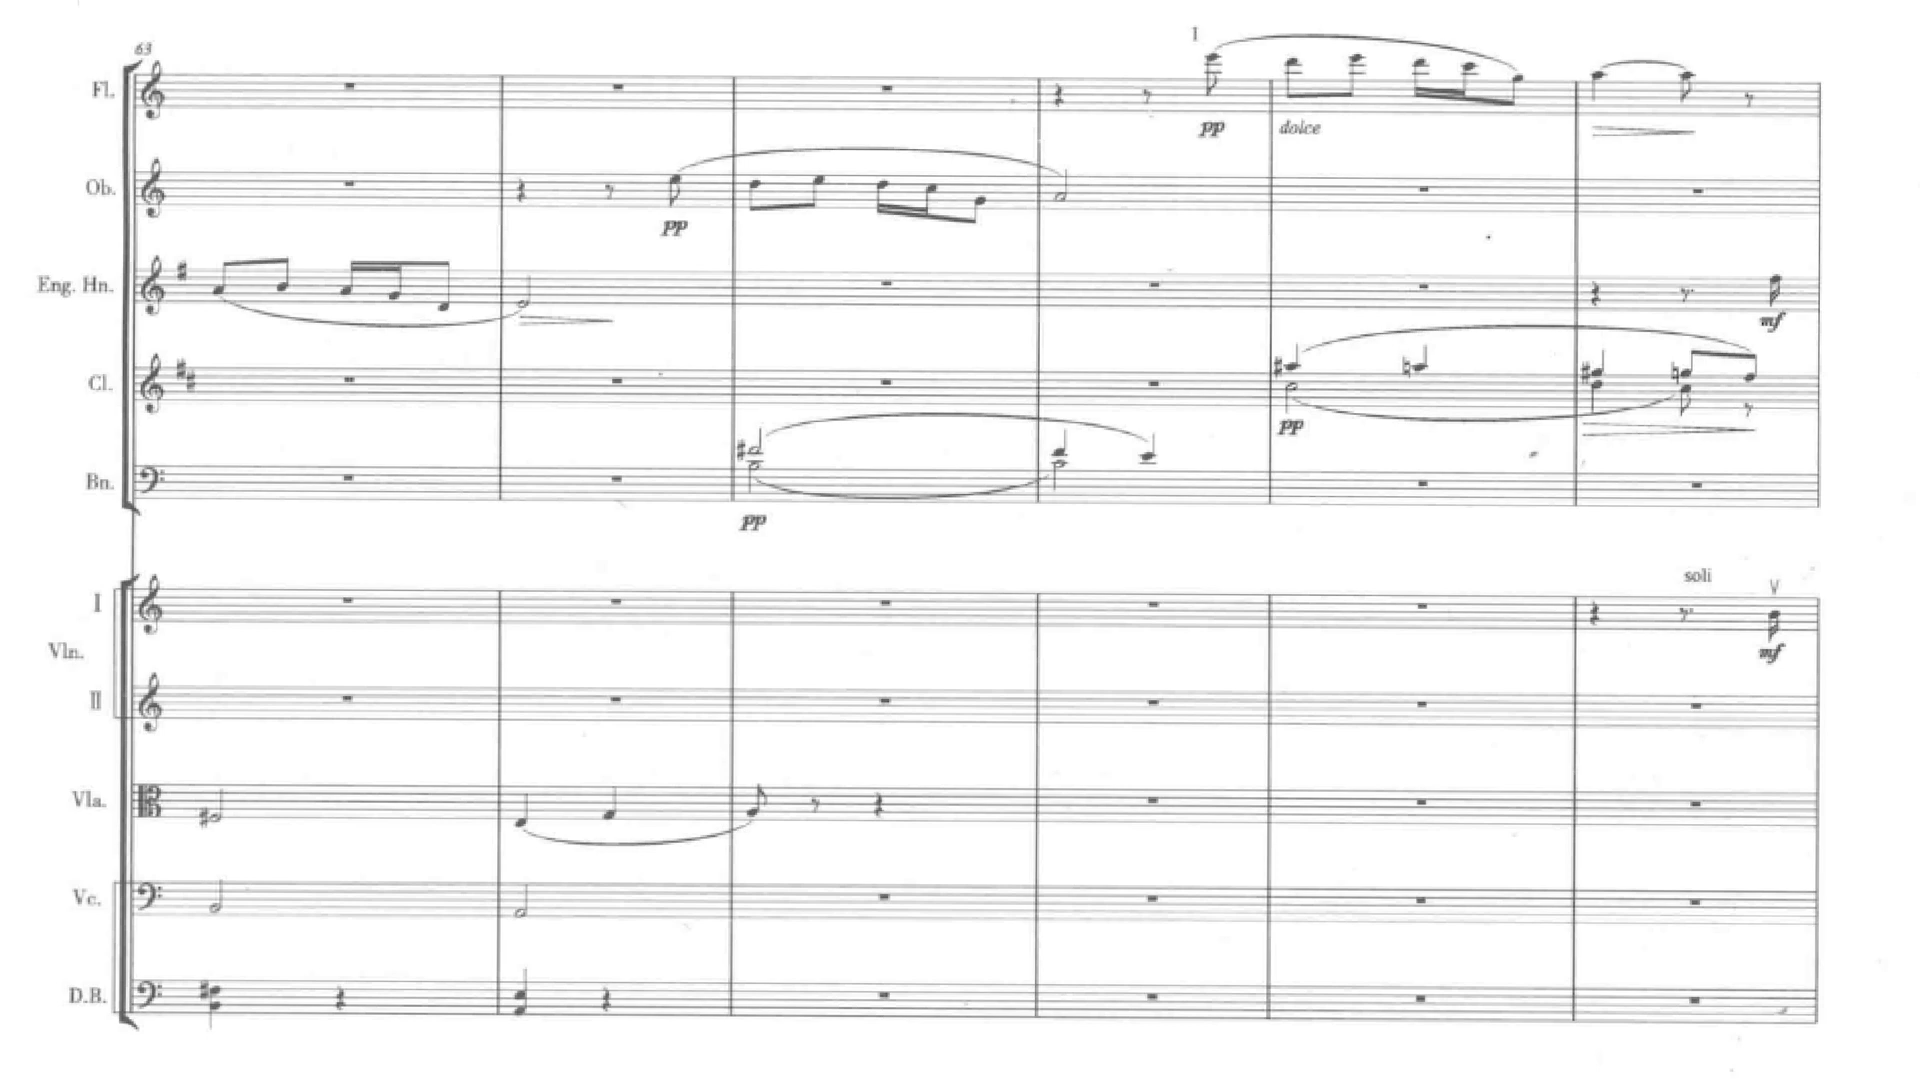 63
I
Fl.
pp
dolce
Ob.
pp
Eng. Hn.
mf
Cl.
pp
Bn.
pp
soli
I
mf
Vln.
II
Vla.
Vc.
D.B.